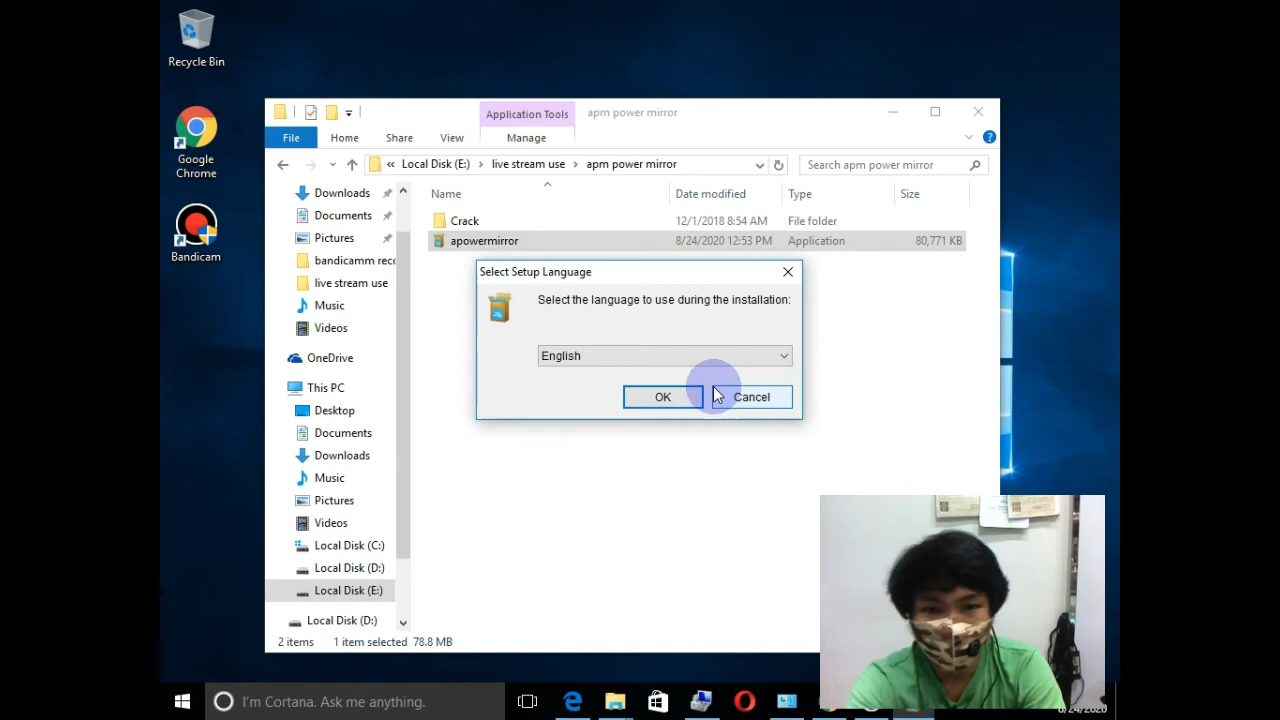 Recycle Bin
Google
Chrome
Bandicam
Application Tools
apm power mirror
File
Home
Share
View
Manage
« Local Disk (E:) > live stream use > apm power mirror
Search apm power mirror
Name
Date modified
Type
Size
Crack
12/1/2018 8:54 AM
File folder
apowermirror
8/24/2020 12:53 PM
Application
80,771 KB
Downloads
Documents
Pictures
bandicamm rec
live stream use
Music
Videos
OneDrive
This PC
Desktop
Documents
Downloads
Music
Pictures
Videos
Local Disk (C:)
Local Disk (D:)
Local Disk (E:)
Local Disk (D:)
2 items
1 item selected 78.8 MB
Select Setup Language
Select the language to use during the installation:
English
OK
Cancel
I'm Cortana. Ask me anything.
8/24/2020